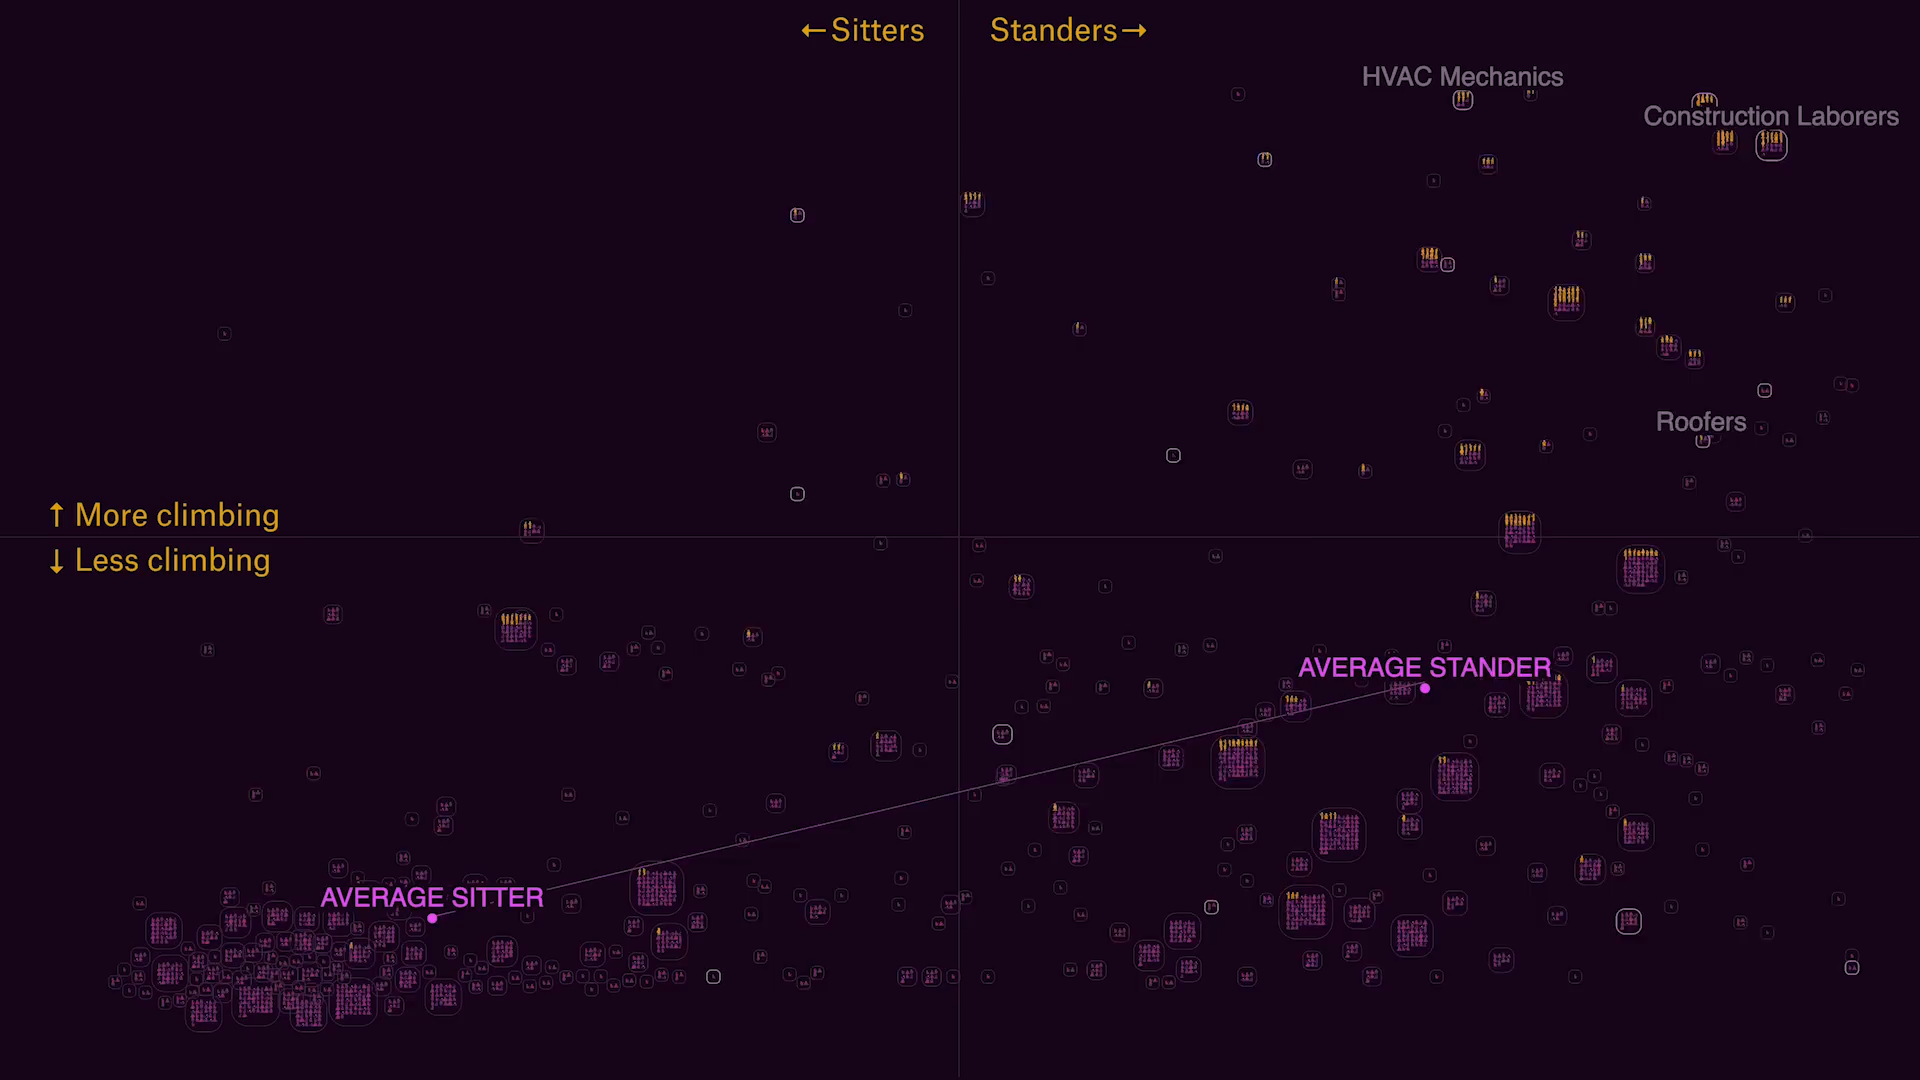 ←Sitters
Standers→
HVAC Mechanics
Construction Laborers
Roofers
↑ More climbing
↓ Less climbing
AVERAGE STANDER
AVERAGE SITTER